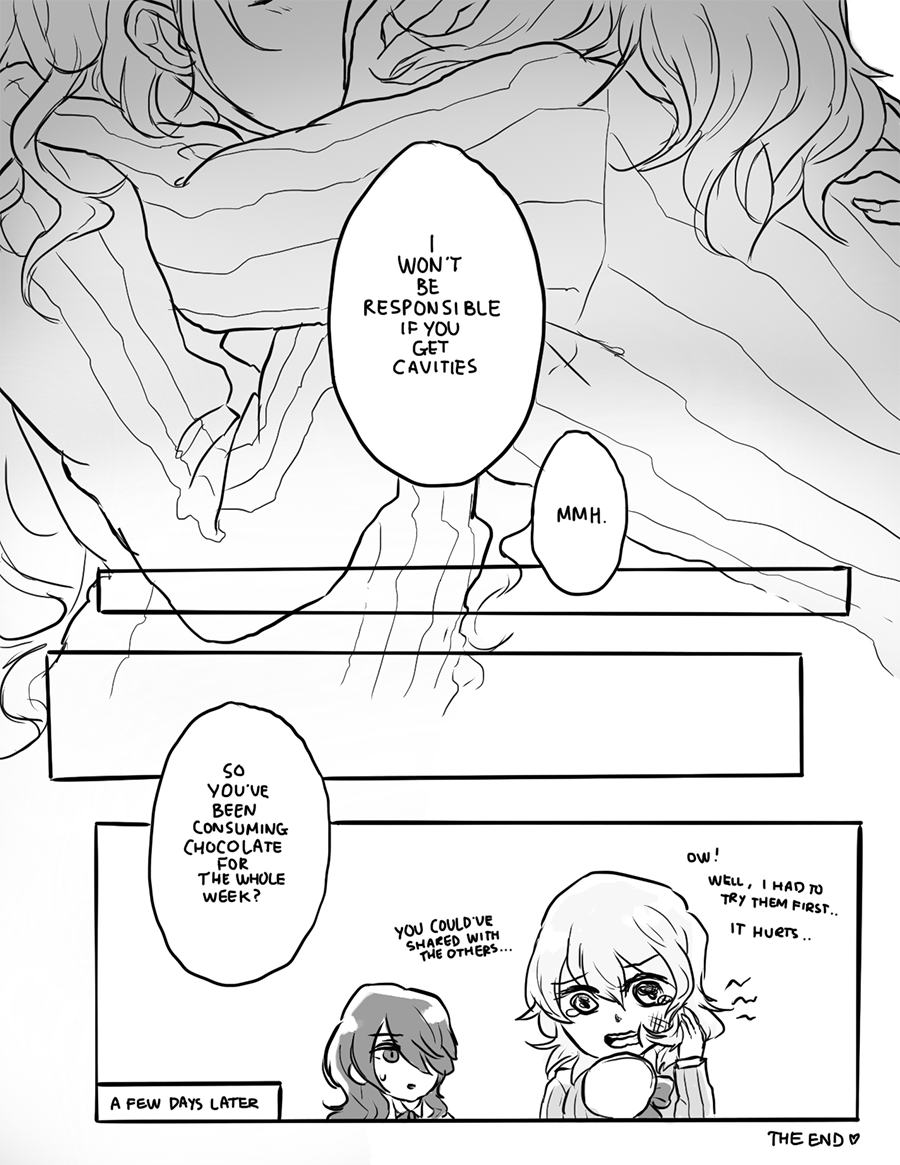 I
WON'T
BE
RESPONSIBLE
IF YOU
GET
CAVITIES
MMH.
SO
YOU'VE
BEEN
CONSUMING
CHOCOLATE
FOR
THE WHOLE
WEEK?
YOU COULD'VE
SHARED WITH
THE OTHERS...
OW!
WELL, I HAD TO
TRY THEM FIRST..
IT HURTS..
A FEW DAYS LATER
THE END ♡